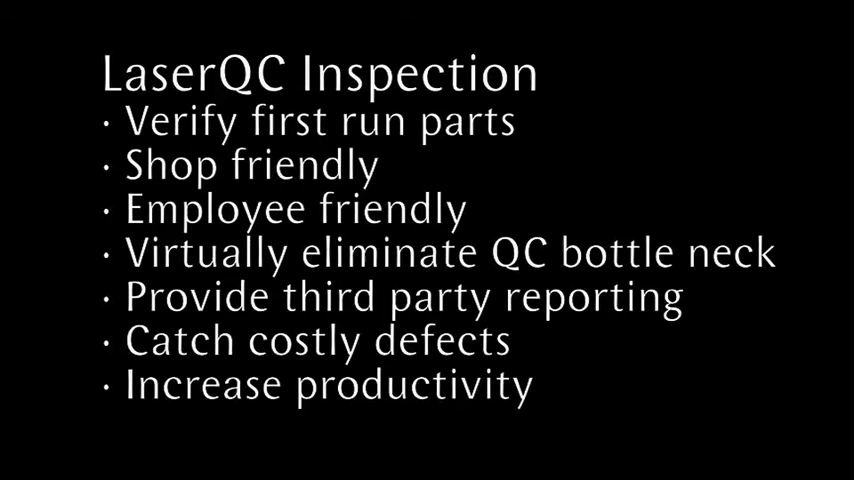 LaserQC Inspection
· Verify first run parts
· Shop friendly
· Employee friendly
· Virtually eliminate QC bottle neck
· Provide third party reporting
· Catch costly defects
· Increase productivity